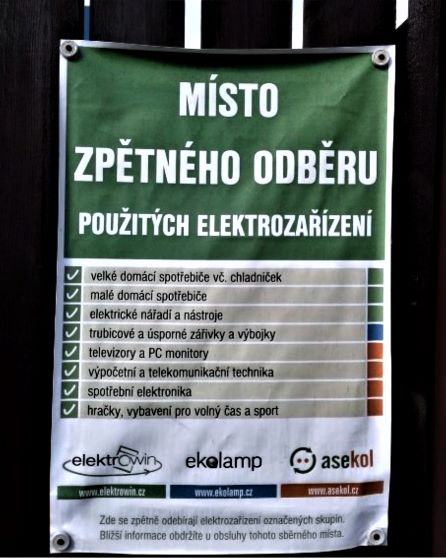 MÍSTO
ZPĚTNÉHO ODBĚRU
POUŽITÝCH ELEKTROZAŘÍZENÍ
velké domácí spotřebiče vč. chladniček
malé domácí spotřebiče
elektrické nářadí a nástroje
trubicové a úsporné zářivky a výbojky
televizory a PC monitory
výpočetní a telekomunikační technika
spotřební elektronika
hračky, vybavení pro volný čas a sport
elektrowin ekolamp asekol
www.elektrowin.cz www.ekolamp.cz www.asekol.cz
Zde se zpětně odebírají elektrozařízení označených skupin.
Bližší informace obdržíte u obsluhy tohoto sběrného místa.